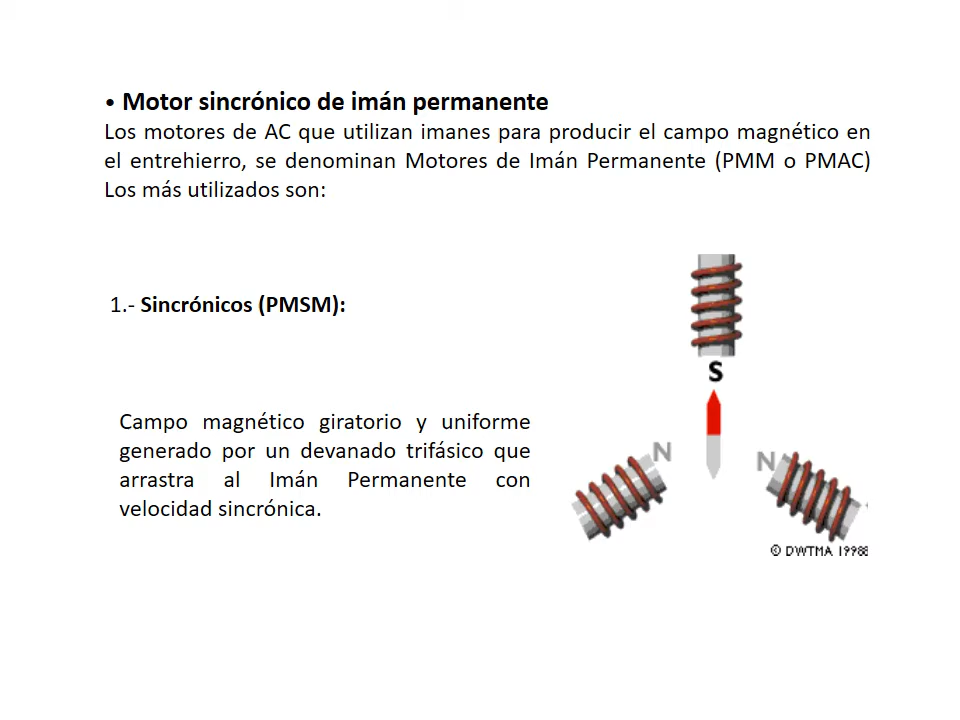 • Motor sincrónico de imán permanente
Los motores de AC que utilizan imanes para producir el campo magnético en
el entrehierro, se denominan Motores de Imán Permanente (PMM o PMAC)
Los más utilizados son:
1.- Sincrónicos (PMSM):
Campo magnético giratorio y uniforme
generado por un devanado trifásico que
arrastra al Imán Permanente con
velocidad sincrónica.
S
N
N
© DWTMA 1998